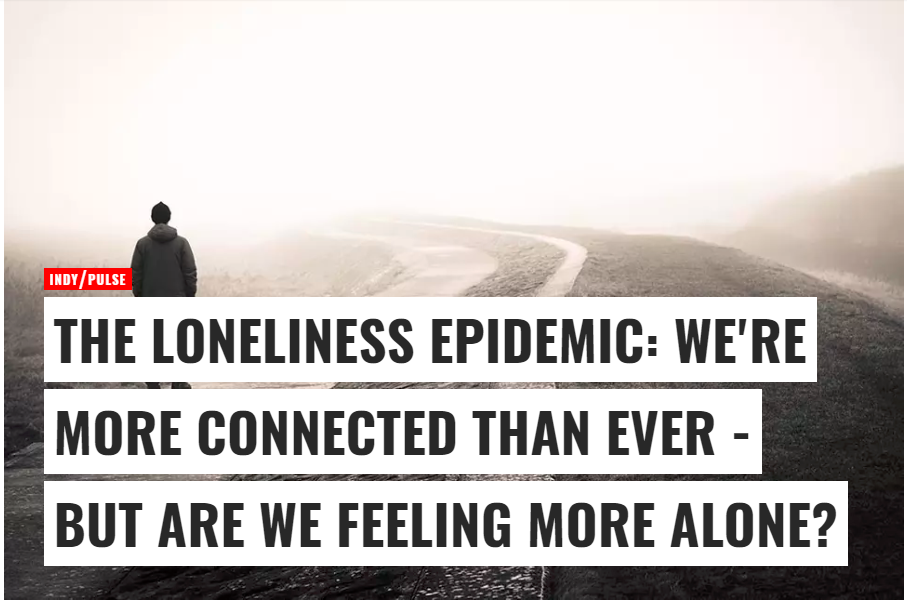 INDY/PULSE
THE LONELINESS EPIDEMIC: WE'RE
MORE CONNECTED THAN EVER -
BUT ARE WE FEELING MORE ALONE?